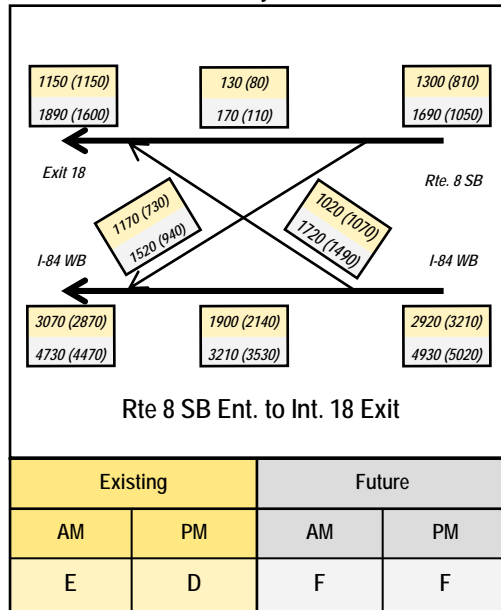 1150 (1150) 130 (80) 1300 (810)
1890 (1600) 170 (110) 1690 (1050)
Exit 18 Rte. 8 SB
1170 (730) 1020 (1070)
1520 (940) 1720 (1490)
I-84 WB I-84 WB
3070 (2870) 1900 (2140) 2920 (3210)
4730 (4470) 3210 (3530) 4930 (5020)
Rte 8 SB Ent. to Int. 18 Exit
Existing Future
AM PM AM PM
E D F F